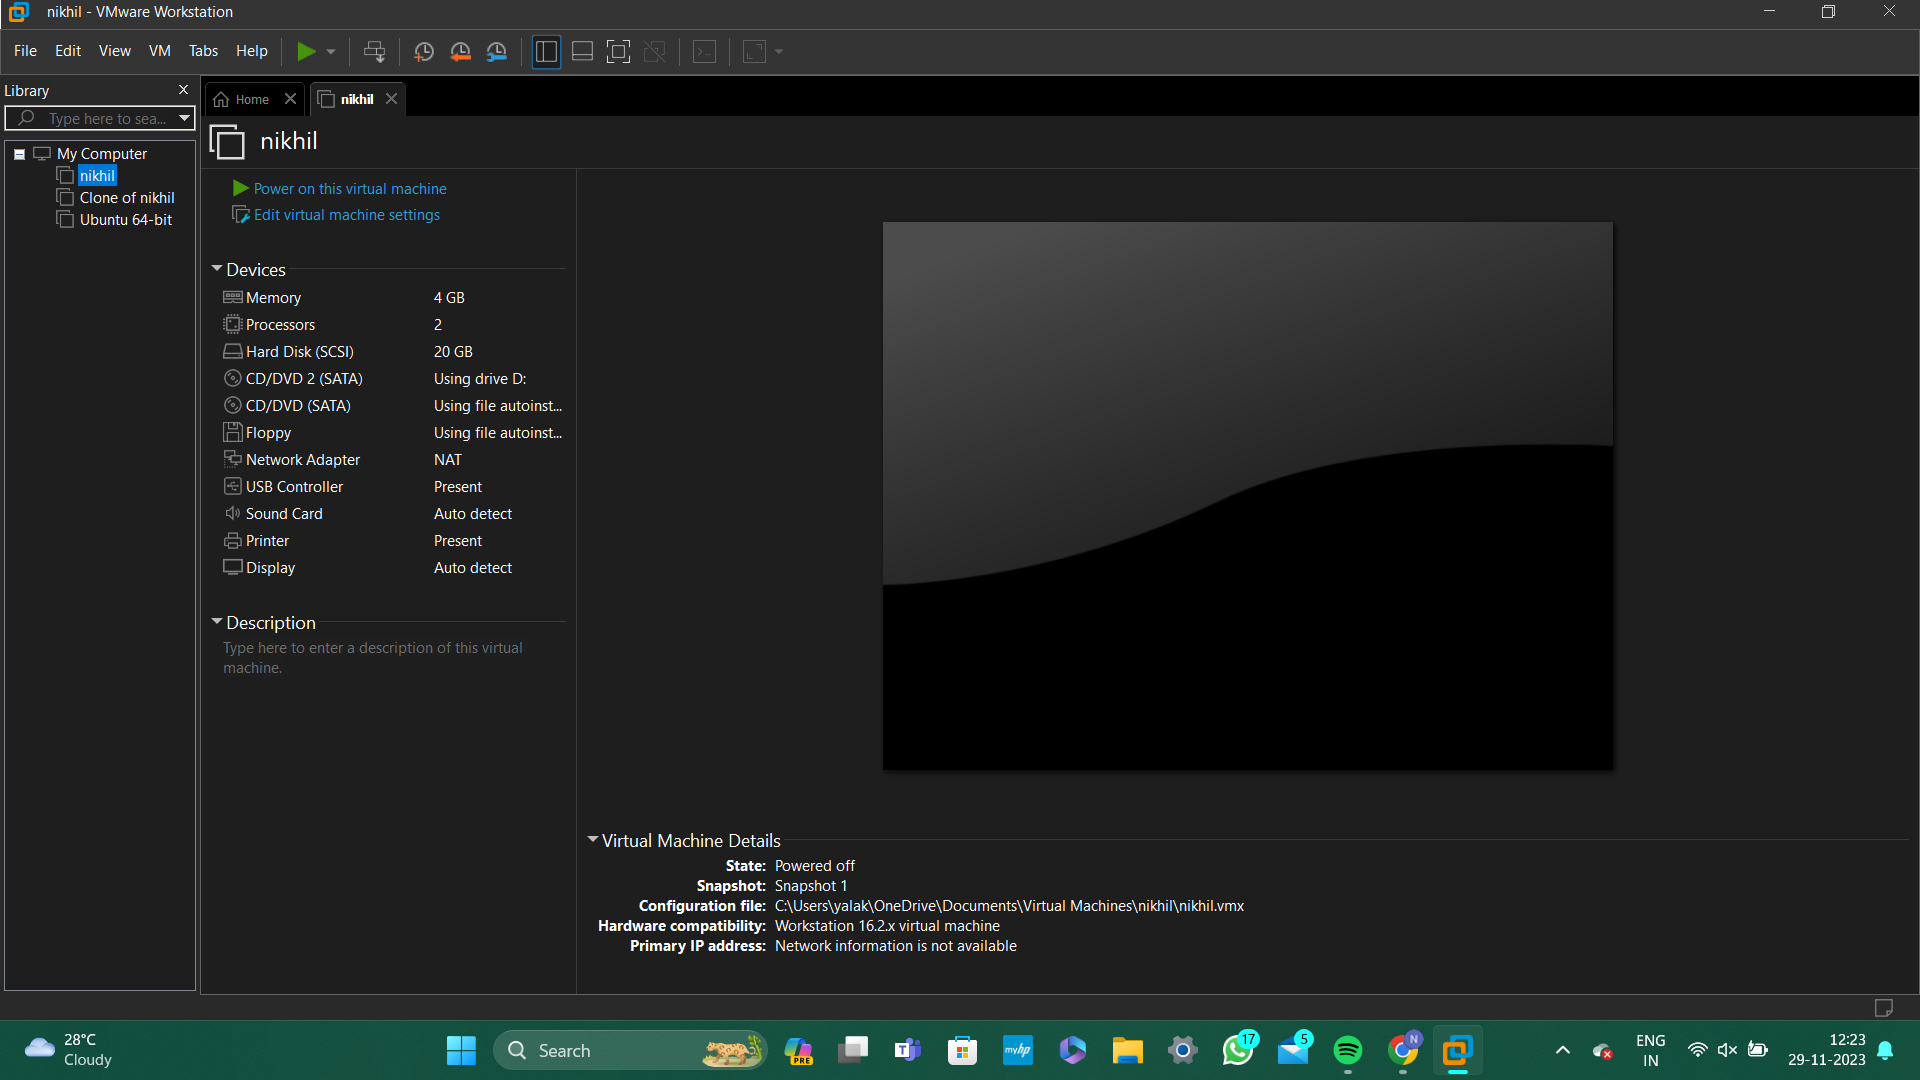 nikhil - VMware Workstation
File Edit View VM Tabs Help
Library
Type here to sea...
My Computer
nikhil
Clone of nikhil
Ubuntu 64-bit
Home
nikhil
nikhil
Power on this virtual machine
Edit virtual machine settings
Devices
Memory 4 GB
Processors 2
Hard Disk (SCSI) 20 GB
CD/DVD 2 (SATA) Using drive D:
CD/DVD (SATA) Using file autoinst...
Floppy Using file autoinst...
Network Adapter NAT
USB Controller Present
Sound Card Auto detect
Printer Present
Display Auto detect
Description
Type here to enter a description of this virtual
machine.
Virtual Machine Details
State: Powered off
Snapshot: Snapshot 1
Configuration file: C:\Users\yalak\OneDrive\Documents\Virtual Machines\nikhil\nikhil.vmx
Hardware compatibility: Workstation 16.2.x virtual machine
Primary IP address: Network information is not available
28°C
Cloudy
Search
PRE
T
myhp
17
5
N
ENG
IN
12:23
29-11-2023